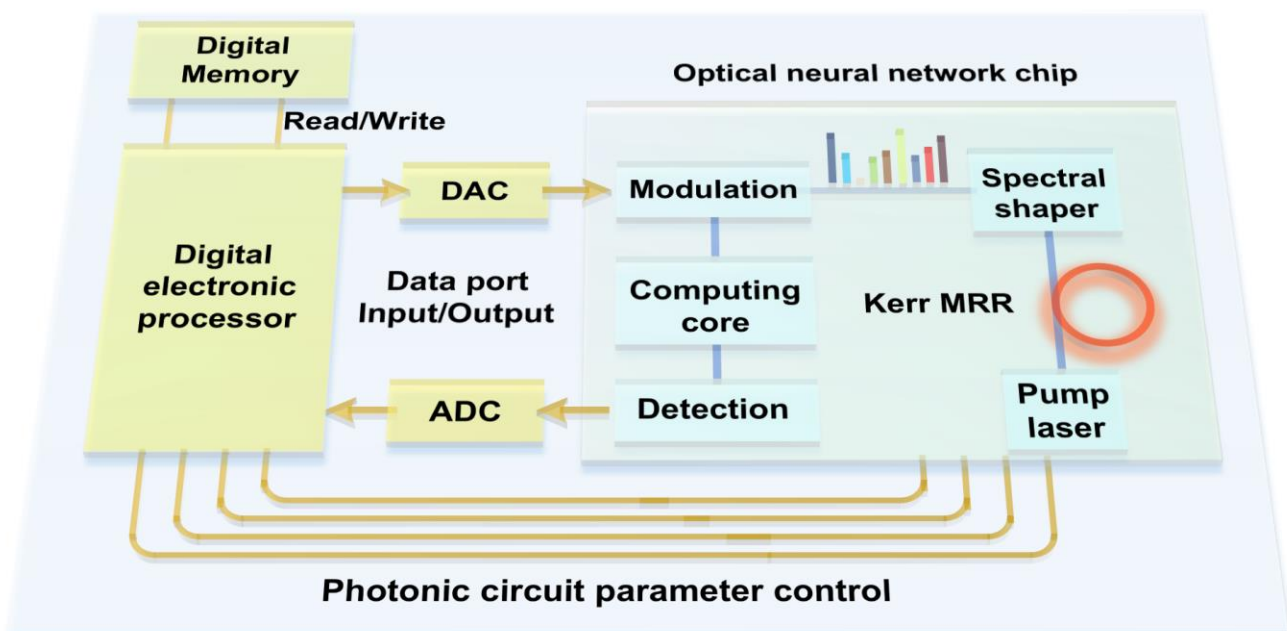 Digital
Memory
Optical neural network chip
Read/Write
DAC
Modulation
Spectral
shaper
Digital
electronic
processor
Data port
Input/Output
Computing
core
Kerr MRR
ADC
Detection
Pump
laser
Photonic circuit parameter control